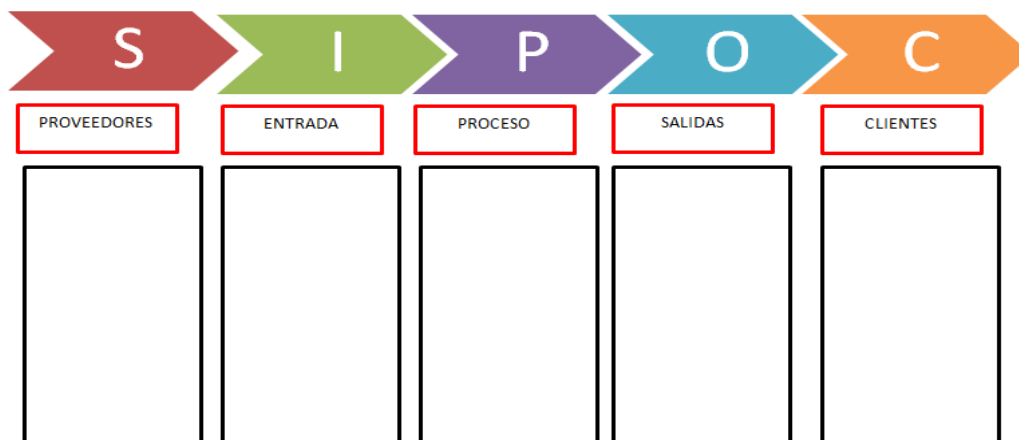 S I P O C
PROVEEDORES ENTRADA PROCESO SALIDAS CLIENTES